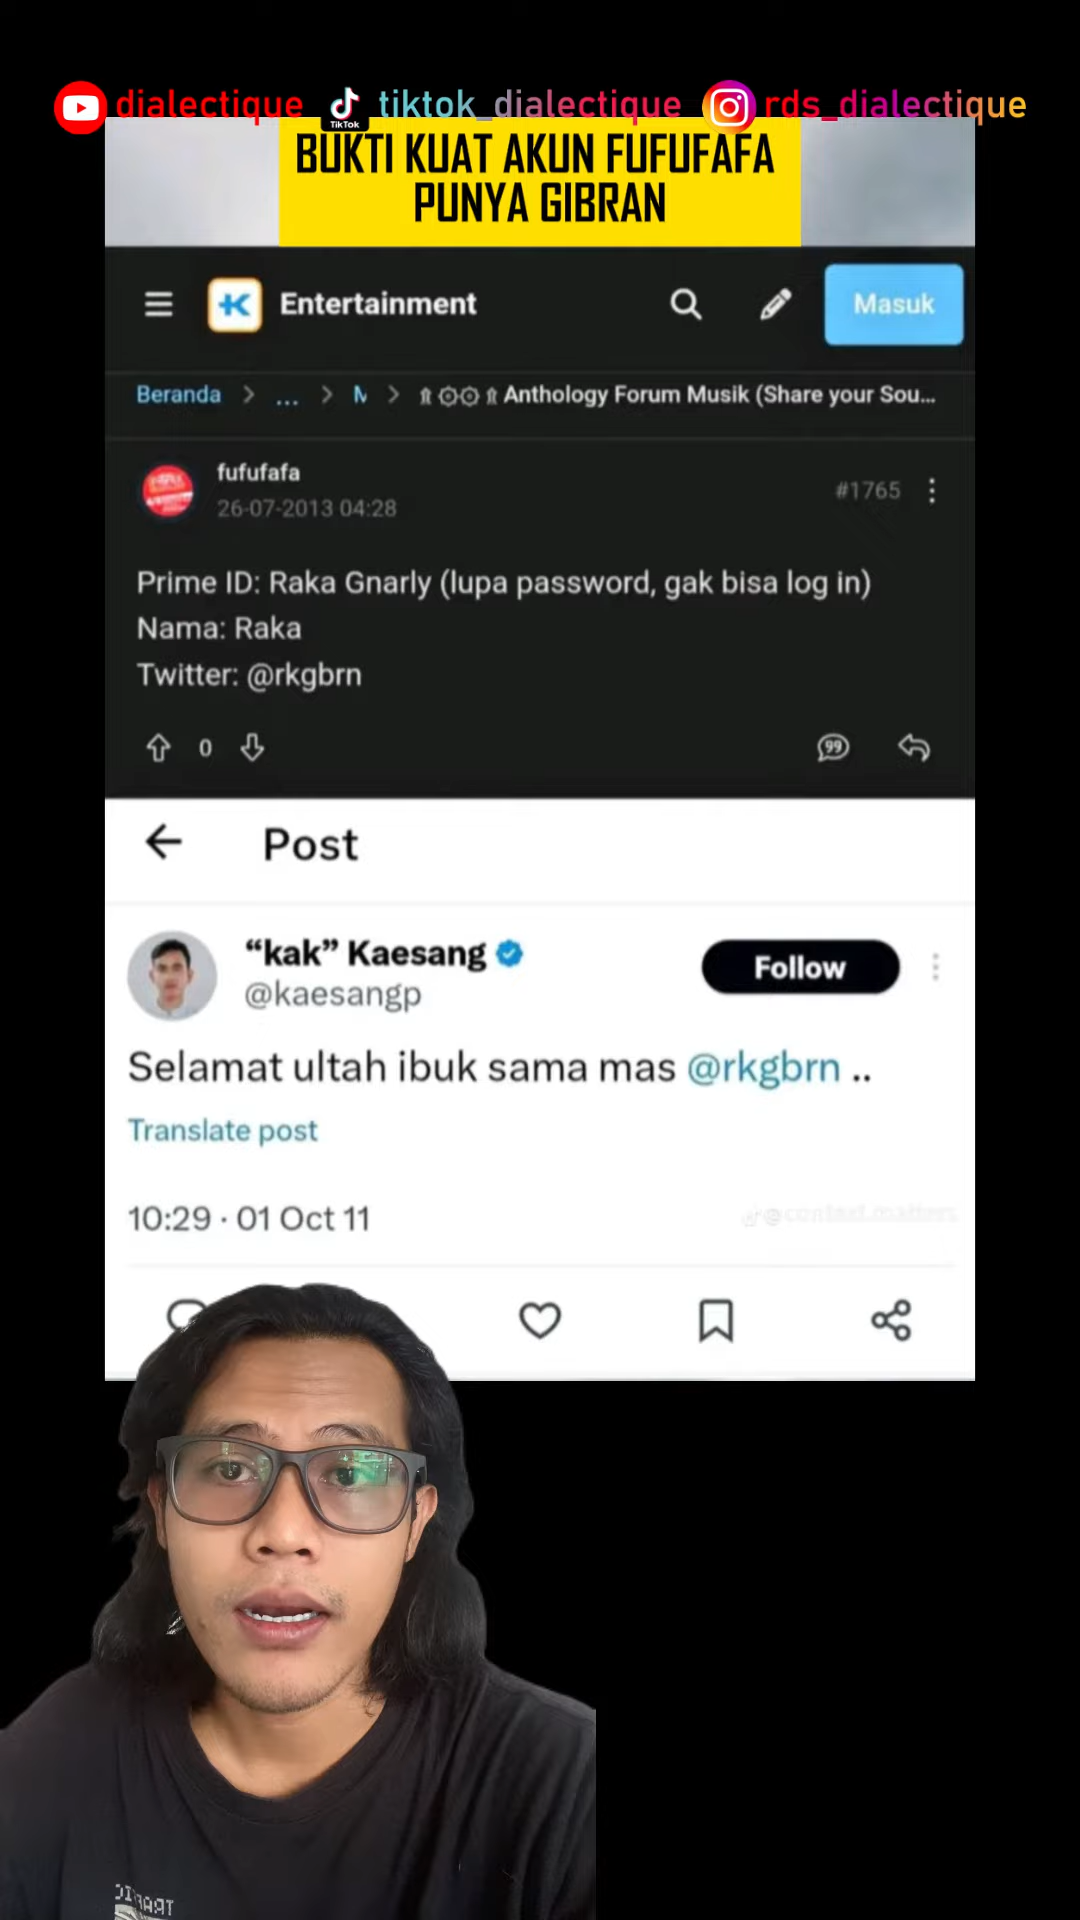 dialectique
TikTok
tiktok_dialectique
rds_dialectique
BUKTI KUAT AKUN FUFUFAFA
PUNYA GIBRAN
Entertainment
Masuk
Beranda > ... > M > Anthology Forum Musik (Share your Sou...
fufufafa
26-07-2013 04:28
#1765
Prime ID: Raka Gnarly (lupa password, gak bisa log in)
Nama: Raka
Twitter: @rkgbrn
0
99
Post
“kak” Kaesang
@kaesangp
Follow
Selamat ultah ibuk sama mas @rkgbrn ..
Translate post
10:29 · 01 Oct 11